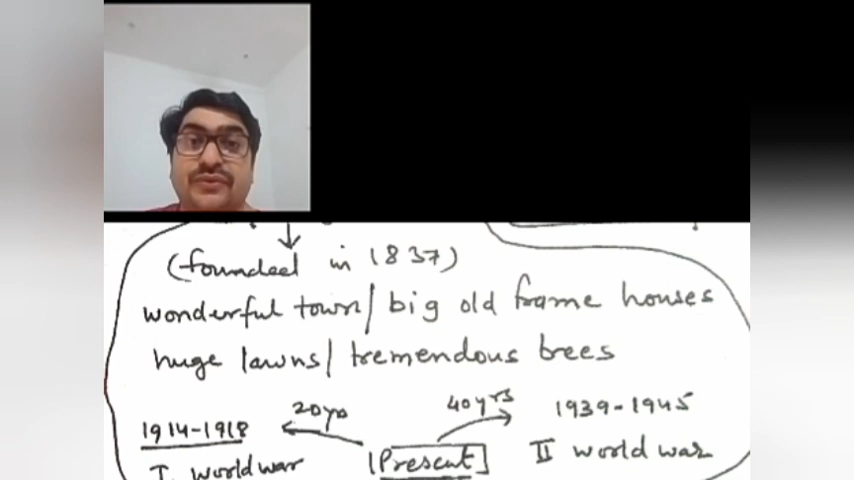 (founded in 1837)
wonderful town/ big old frame houses
huge lawns/ tremendous trees
20yrs 40yrs 1939-1945
1914-1918
I world war [Present] II world war